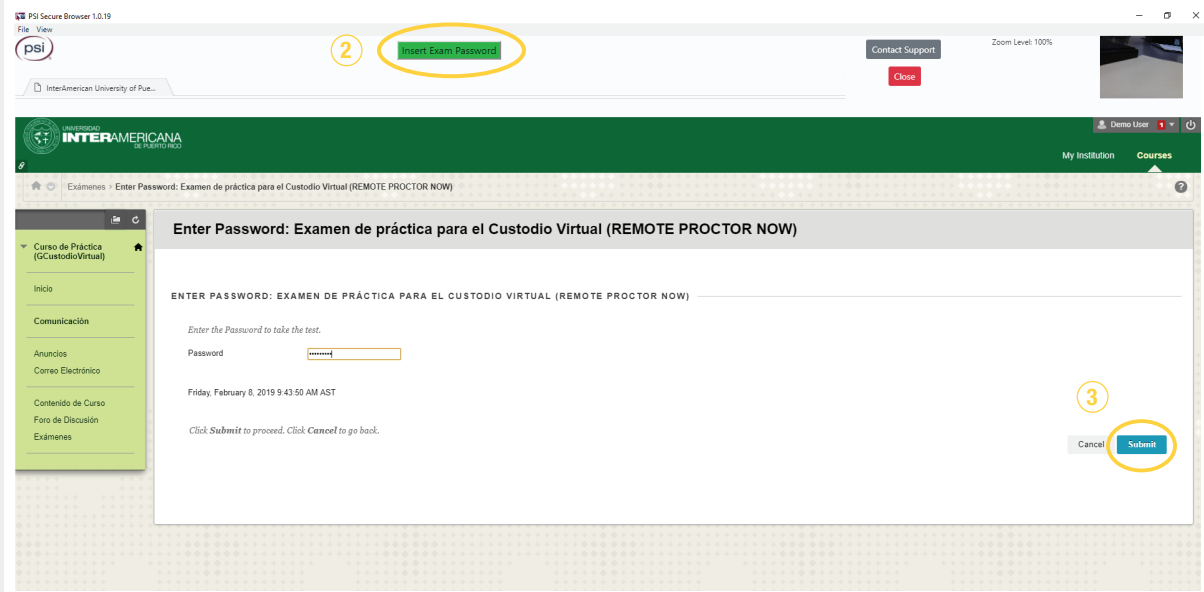 PSI Secure Browser 1.0.19
File View
psi
2
Insert Exam Password
Contact Support
Zoom Level: 100%
Close
InterAmerican University of Pue...
UNIVERSIDAD
INTERAMERICANA
DE PUERTO RICO
Demo User 1
My Institution Courses
Exámenes > Enter Password: Examen de práctica para el Custodio Virtual (REMOTE PROCTOR NOW)
?
Enter Password: Examen de práctica para el Custodio Virtual (REMOTE PROCTOR NOW)
Curso de Práctica
(GCustodioVirtual)
Inicio
Comunicación
Anuncios
Correo Electrónico
Contenido de Curso
Foro de Discusión
Exámenes
ENTER PASSWORD: EXAMEN DE PRÁCTICA PARA EL CUSTODIO VIRTUAL (REMOTE PROCTOR NOW)
Enter the Password to take the test.
Password •••••••••
Friday, February 8, 2019 9:43:50 AM AST
Click Submit to proceed. Click Cancel to go back.
3
Cancel Submit